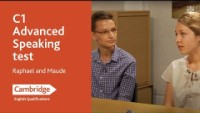 C1
Advanced
Speaking
test
Raphael and Maude
Cambridge
English Qualifications